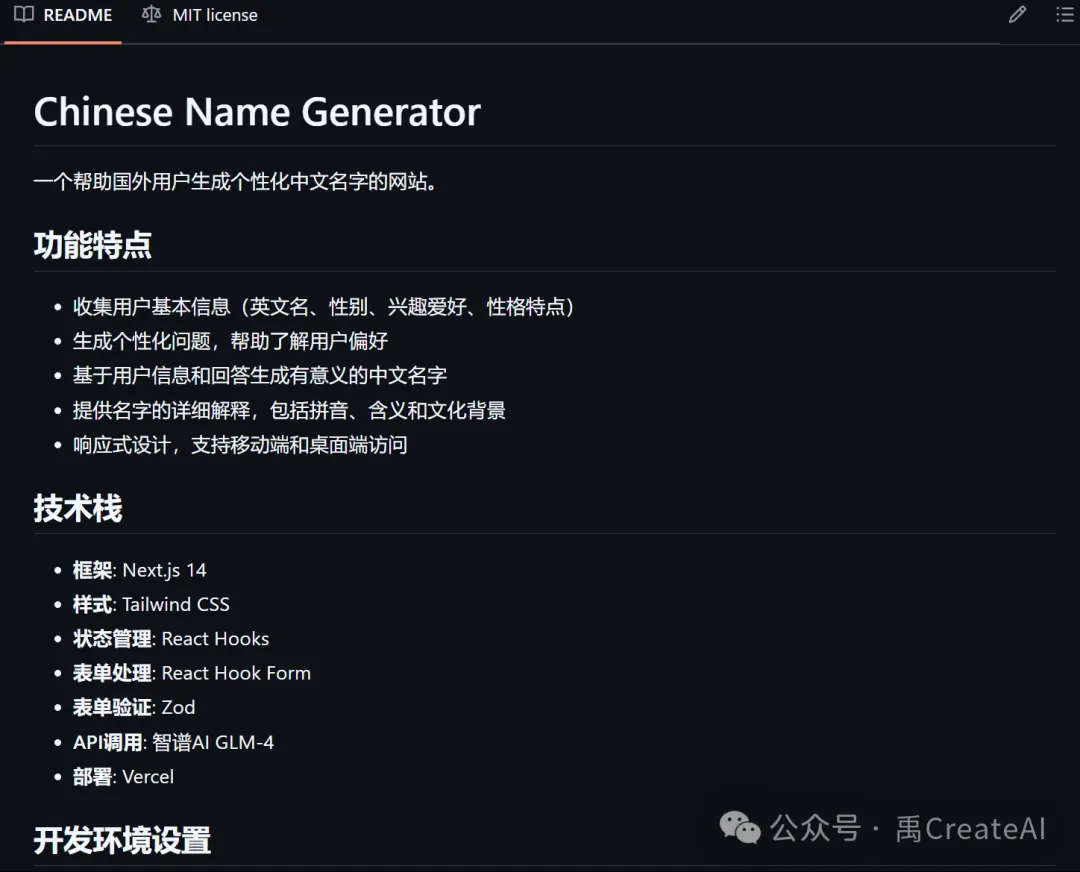 README
MIT license
Chinese Name Generator
一个帮助国外用户生成个性化中文名字的网站。
功能特点
收集用户基本信息（英文名、性别、兴趣爱好、性格特点）
生成个性化问题，帮助了解用户偏好
基于用户信息和回答生成有意义的中文名字
提供名字的详细解释，包括拼音、含义和文化背景
响应式设计，支持移动端和桌面端访问
技术栈
框架: Next.js 14
样式: Tailwind CSS
状态管理: React Hooks
表单处理: React Hook Form
表单验证: Zod
API调用: 智谱AI GLM-4
部署: Vercel
开发环境设置
公众号 · 禹CreateAI